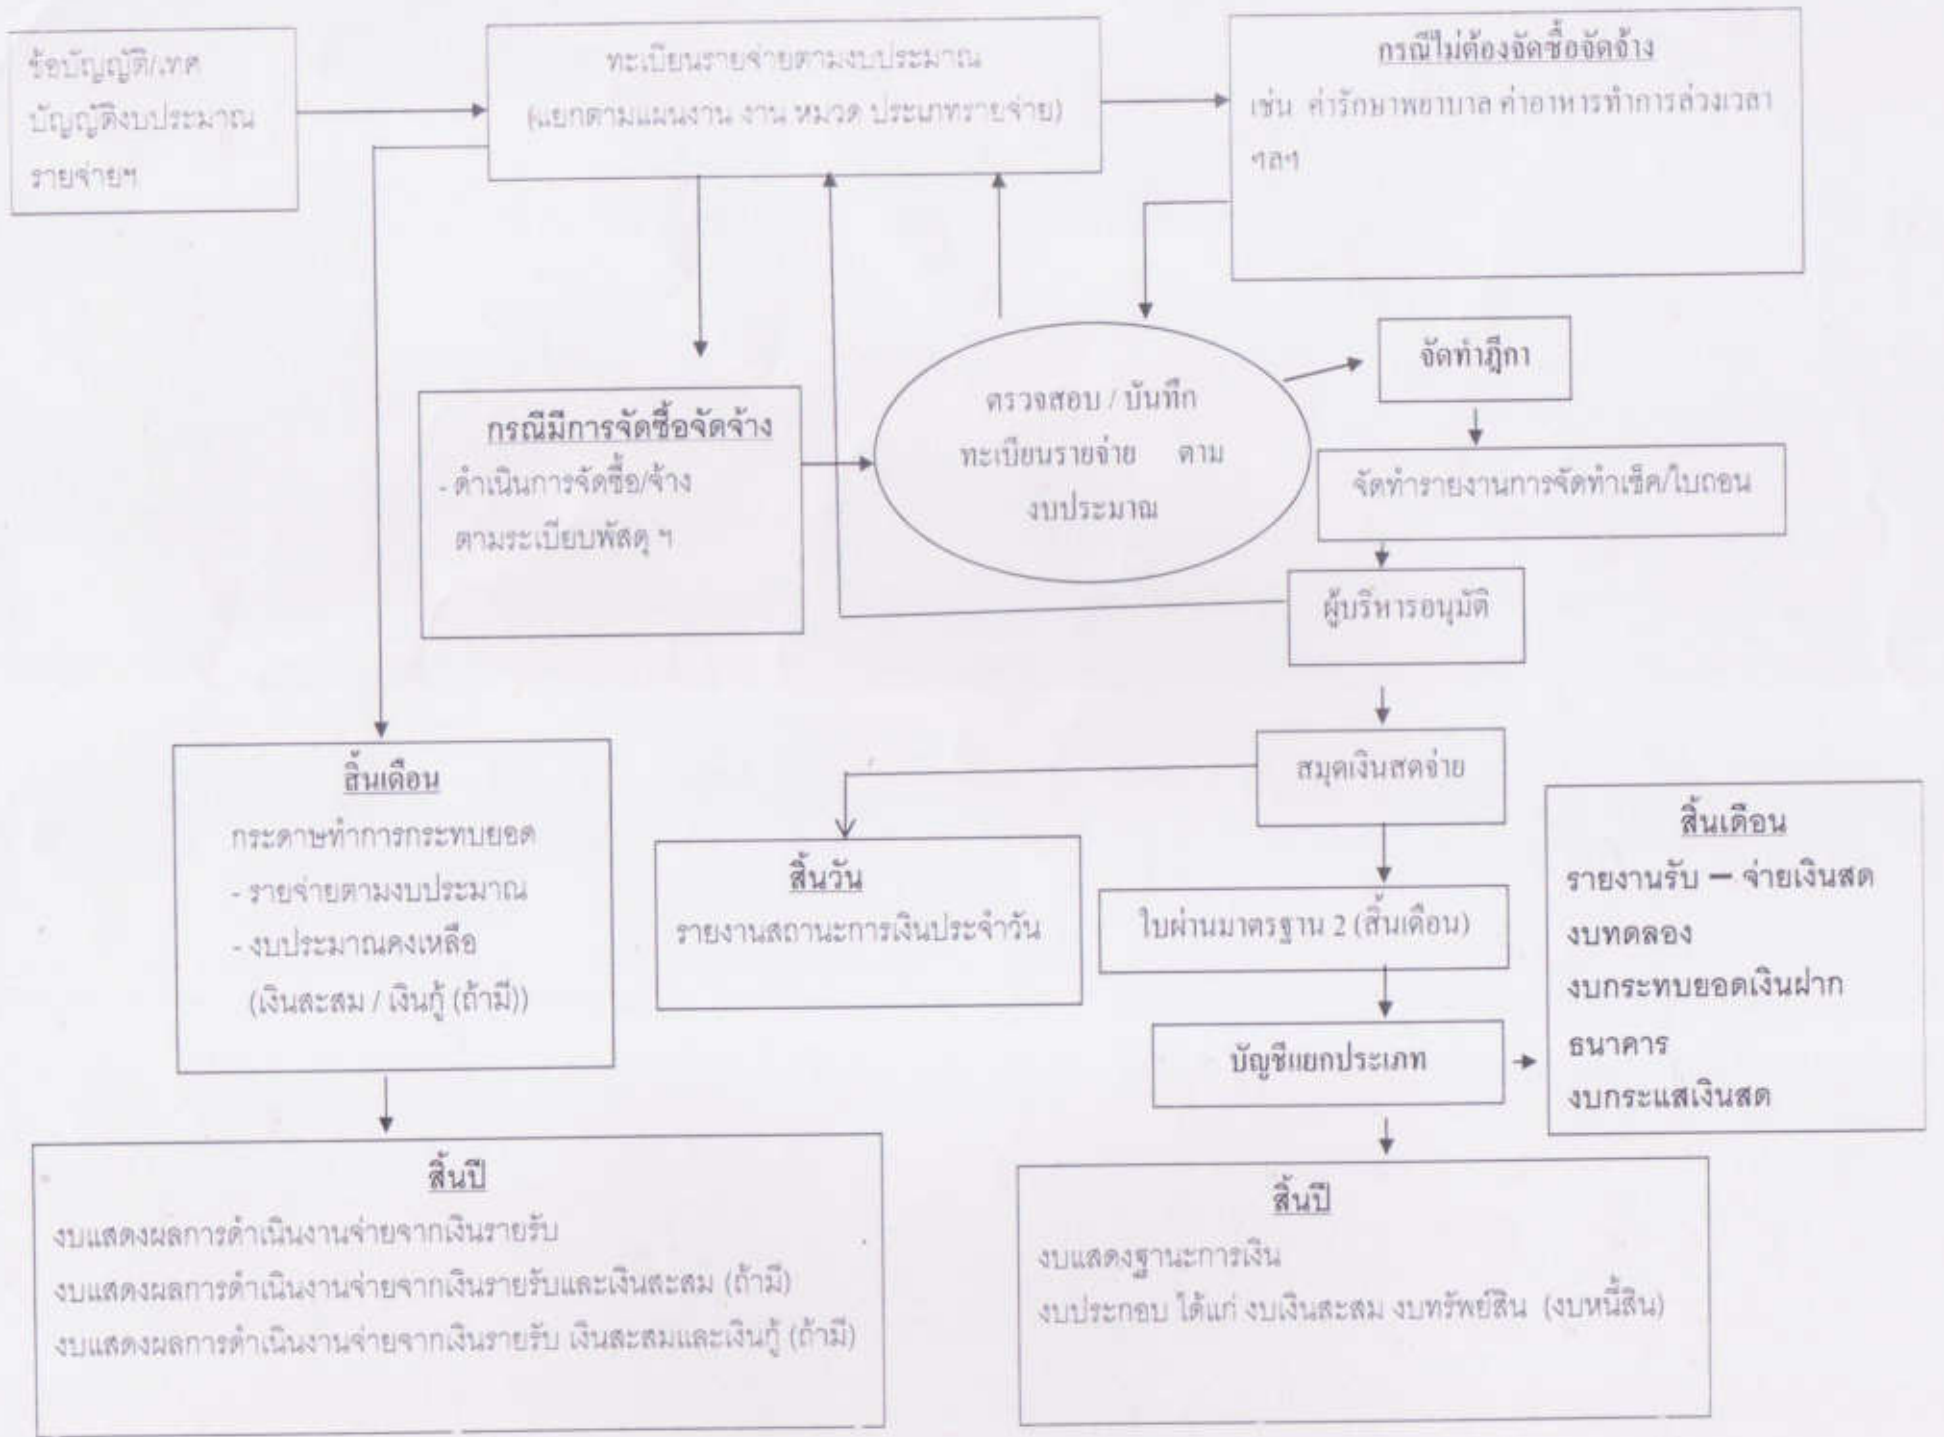 ข้อบัญญัติ/เทศ
บัญญัติงบประมาณ
รายจ่ายฯ
ทะเบียนรายจ่ายตามงบประมาณ
(แยกตามแผนงาน งาน หมวด ประเภทรายจ่าย)
กรณีไม่ต้องจัดซื้อจัดจ้าง
เช่น ค่ารักษาพยาบาล ค่าอาหารทำการล่วงเวลา
ฯลฯ
กรณีมีการจัดซื้อจัดจ้าง
- ดำเนินการจัดซื้อ/จ้าง
ตามระเบียบพัสดุ ฯ
ตรวจสอบ / บันทึก
ทะเบียนรายจ่าย ตาม
งบประมาณ
จัดทำฎีกา
จัดทำรายงานการจัดทำเช็ค/ใบถอน
ผู้บริหารอนุมัติ
สมุดเงินสดจ่าย
สิ้นเดือน
กระดาษทำการกระทบยอด
- รายจ่ายตามงบประมาณ
- งบประมาณคงเหลือ
(เงินสะสม / เงินกู้ (ถ้ามี))
สิ้นวัน
รายงานสถานะการเงินประจำวัน
ใบผ่านมาตรฐาน 2 (สิ้นเดือน)
บัญชีแยกประเภท
สิ้นเดือน
รายงานรับ – จ่ายเงินสด
งบทดลอง
งบกระทบยอดเงินฝาก
ธนาคาร
งบกระแสเงินสด
สิ้นปี
งบแสดงผลการดำเนินงานจ่ายจากเงินรายรับ
งบแสดงผลการดำเนินงานจ่ายจากเงินรายรับและเงินสะสม (ถ้ามี)
งบแสดงผลการดำเนินงานจ่ายจากเงินรายรับ เงินสะสมและเงินกู้ (ถ้ามี)
สิ้นปี
งบแสดงฐานะการเงิน
งบประกอบ ได้แก่ งบเงินสะสม งบทรัพย์สิน (งบหนี้สิน)